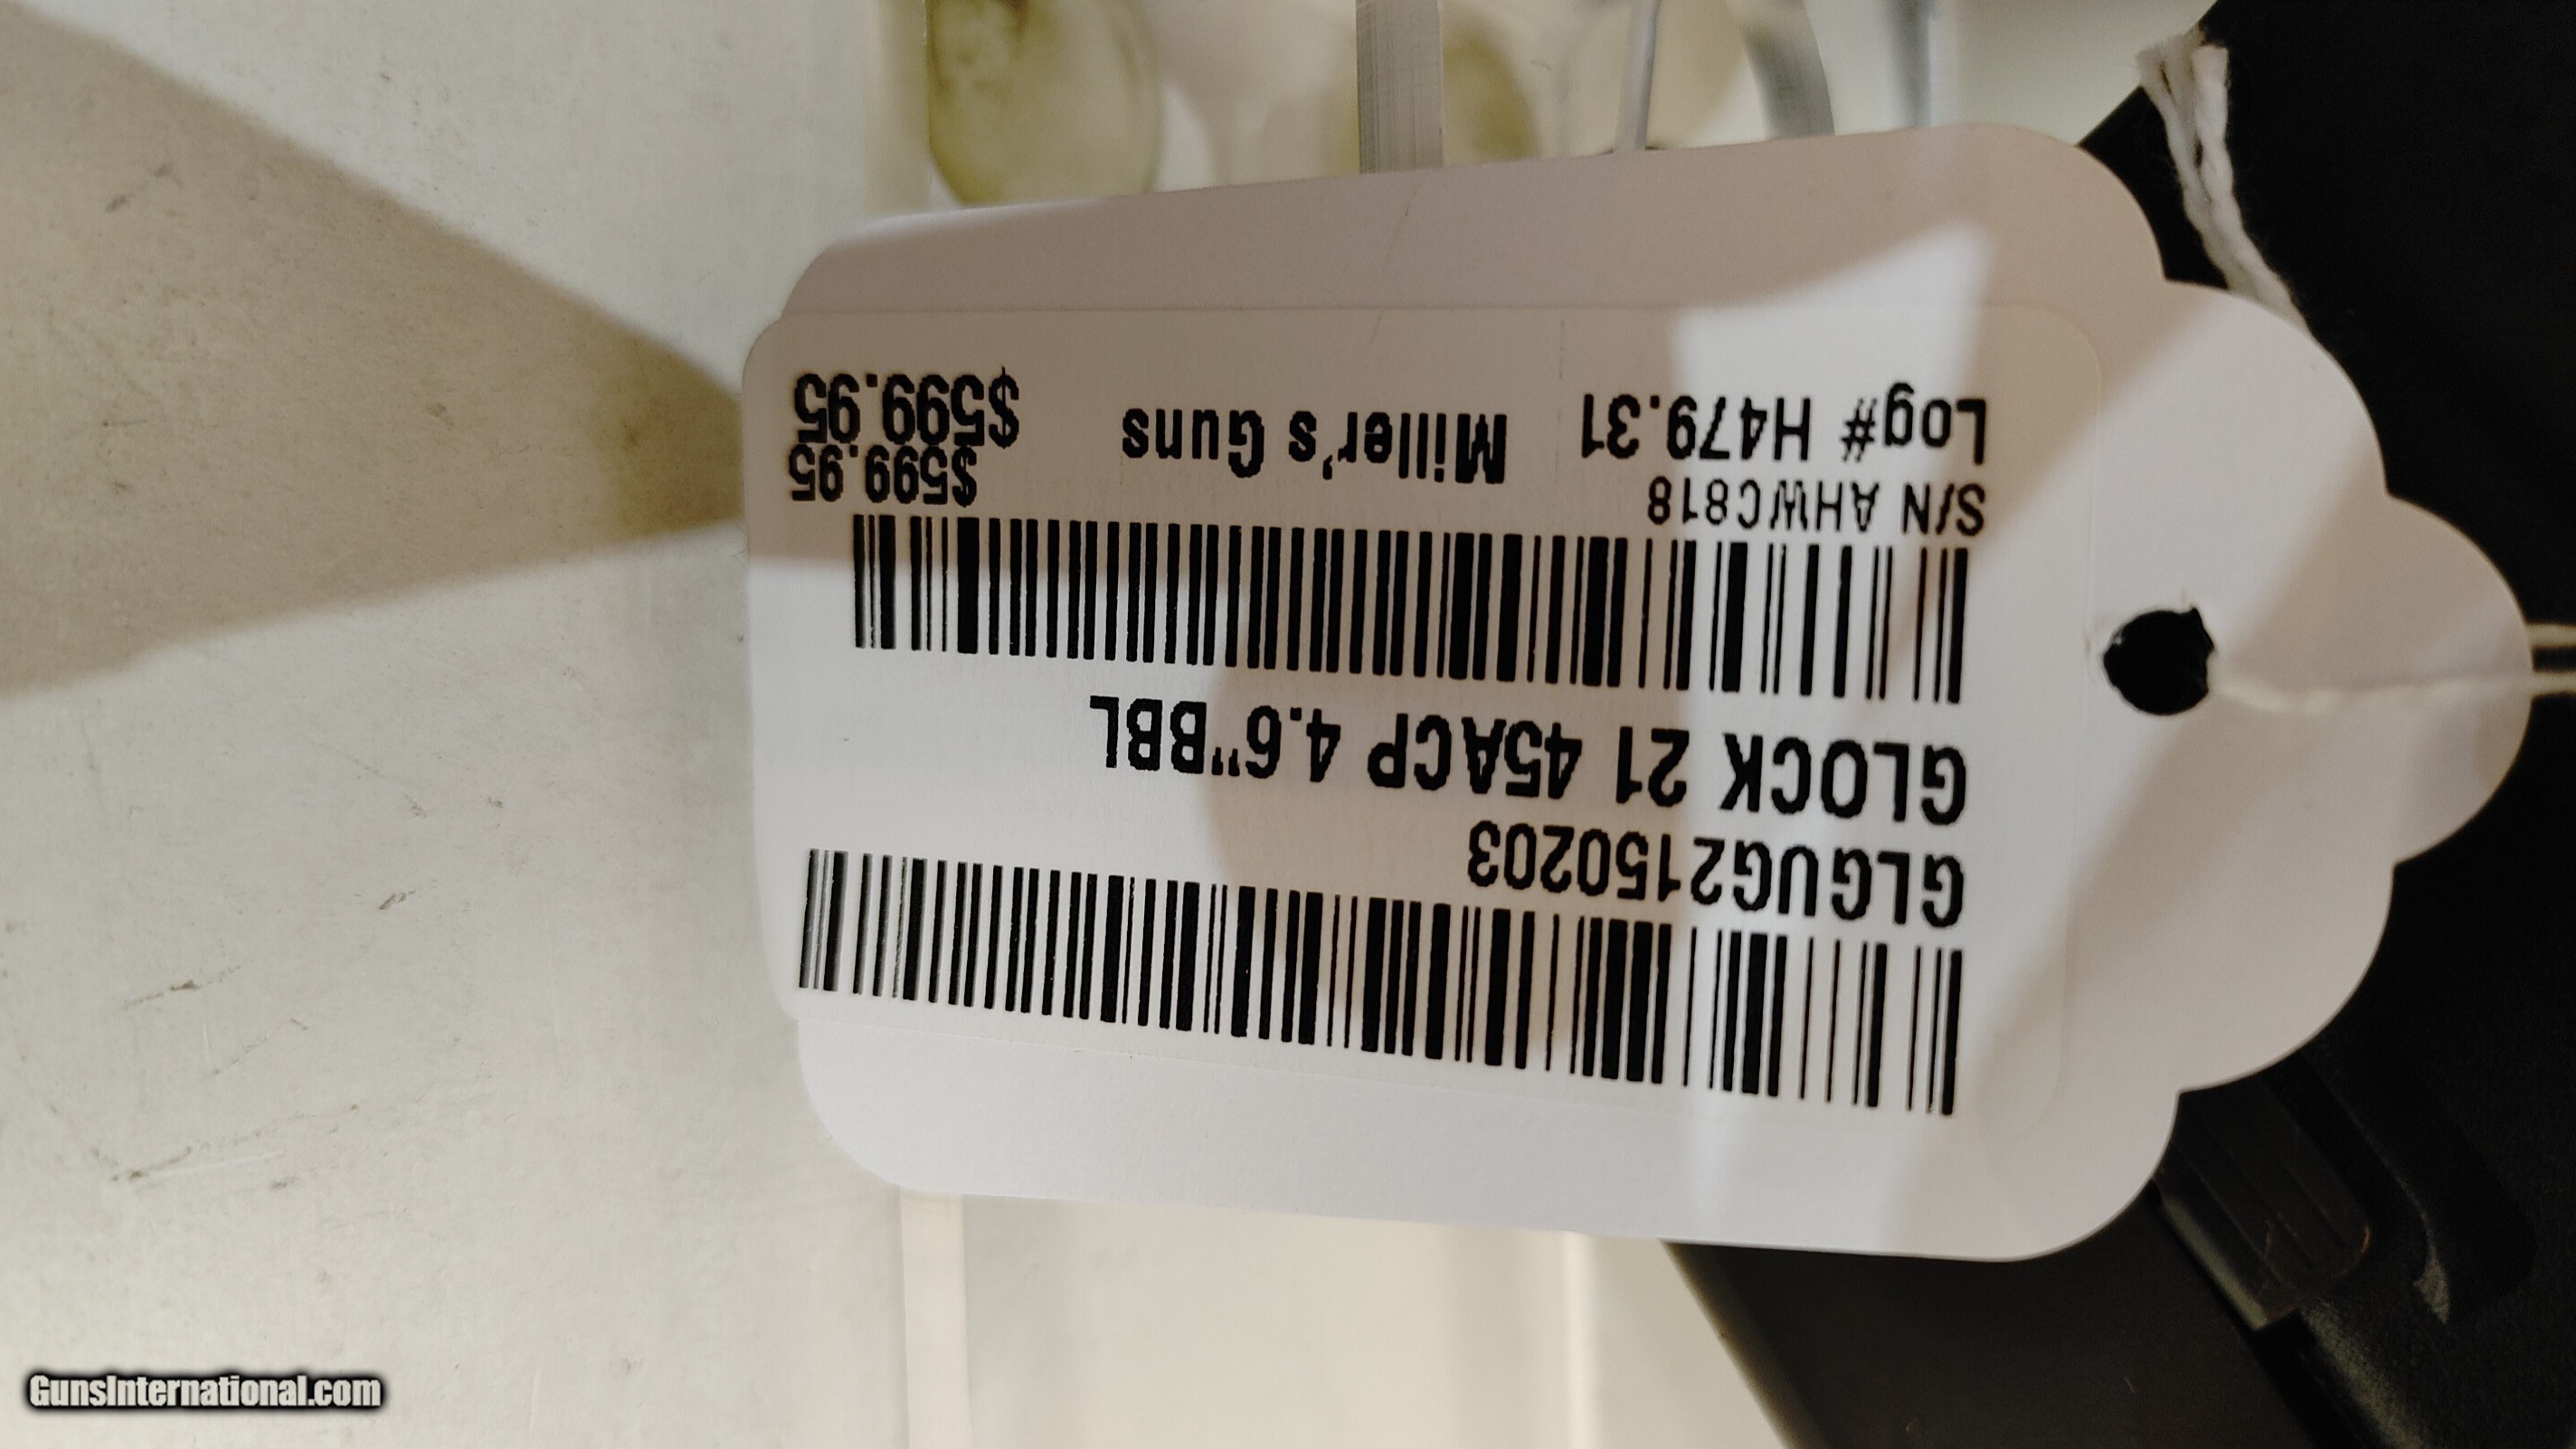 GLGUG2150203
GLOCK 21 45ACP 4.6"BBL
S/N AHWC818
$599.95
Log# H479.31
Miller's Guns
$599.95
GunsInternational.com